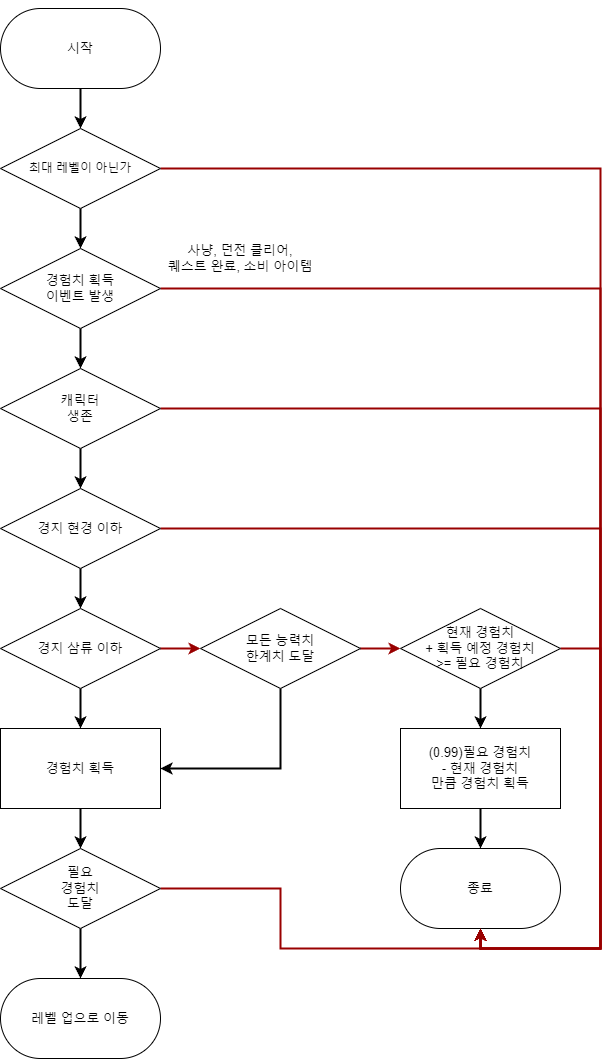 시작
최대 레벨이 아닌가
사냥, 던전 클리어,
퀘스트 완료, 소비 아이템
경험치 획득
이벤트 발생
캐릭터
생존
경지 현경 이하
경지 삼류 이하
모든 능력치
한계치 도달
현재 경험치
+ 획득 예정 경험치
>= 필요 경험치
경험치 획득
(0.99)필요 경험치
- 현재 경험치
만큼 경험치 획득
필요
경험치
도달
종료
레벨 업으로 이동